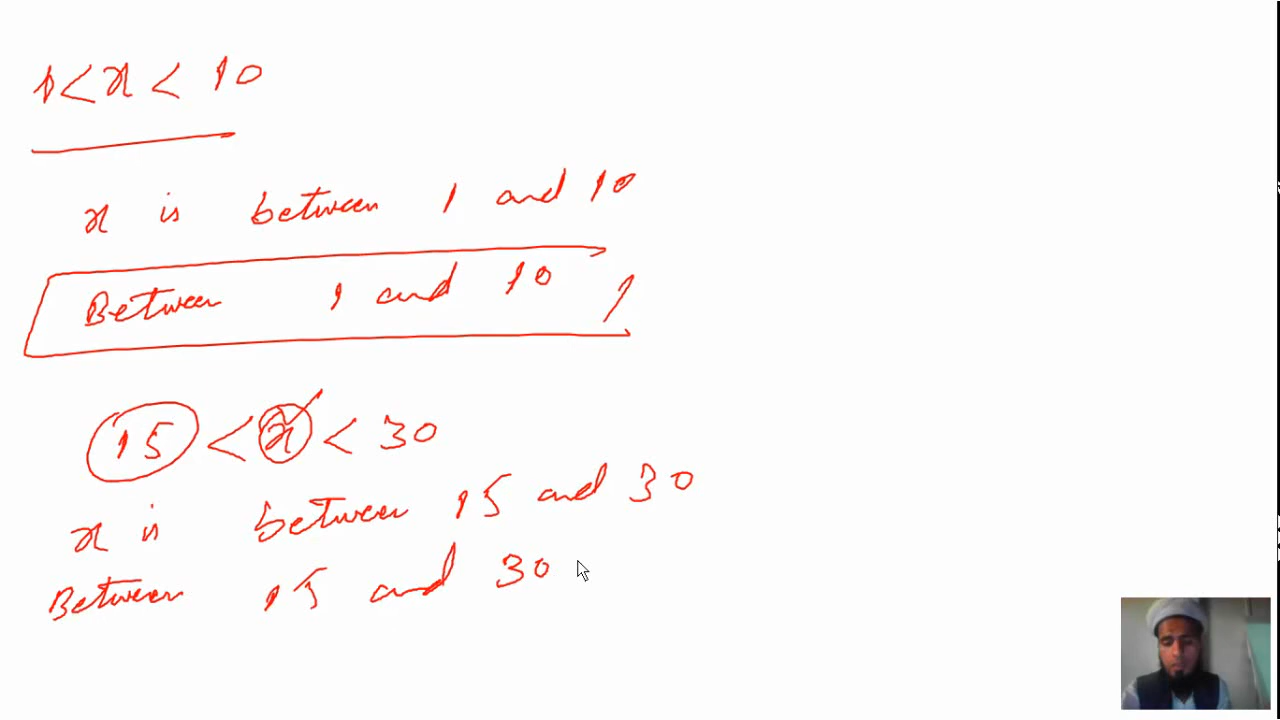 1 < x < 10
x is between 1 and 10
Between 1 and 10
15 < x < 30
x is between 15 and 30
Between 15 and 30